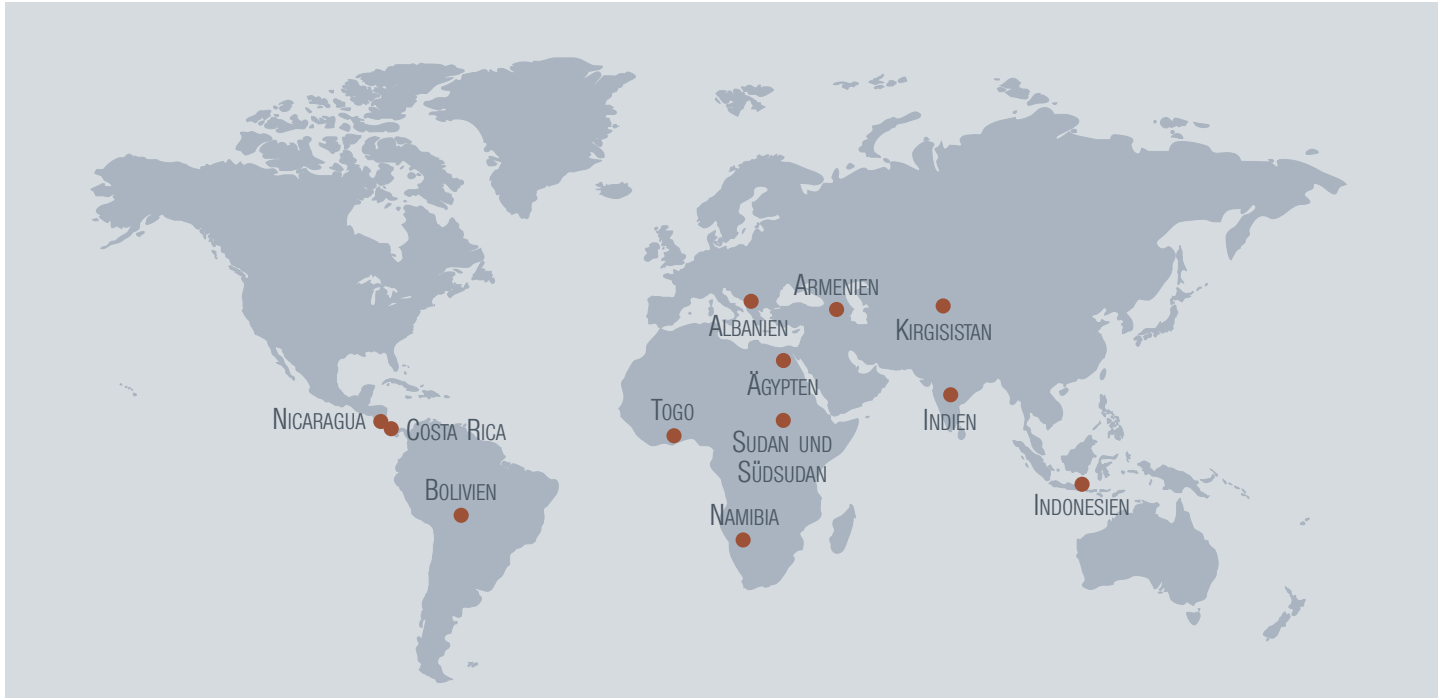 Armenien
Albanien
Kirgisistan
Ägypten
Togo
Indien
Nicaragua
Costa Rica
Sudan und
Südsudan
Bolivien
Indonesien
Namibia